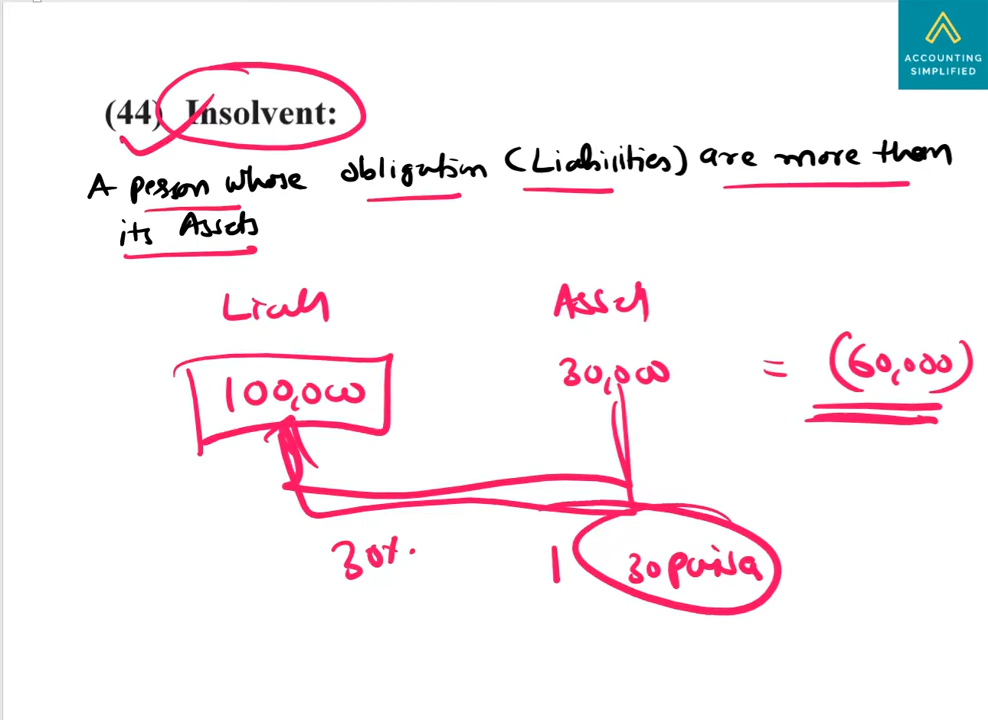 ACCOUNTING
SIMPLIFIED
(44) Insolvent:
A person whose obligation (Liabilities) are more then
its Assets
Liab Asset
100,000 30,000 = (60,000)
30% 1 30 paisa